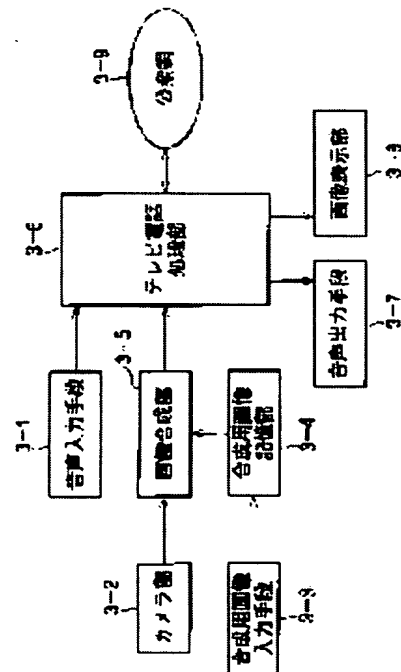 3-1
音声入力手段
3-2
カメラ部
3-3
合成用画像
入力手段
3-4
合成用画像
記憶部
3-5
画像合成部
3-6
テレビ電話
処理部
3-7
音声出力手段
3-8
画像表示部
3-9
公衆網